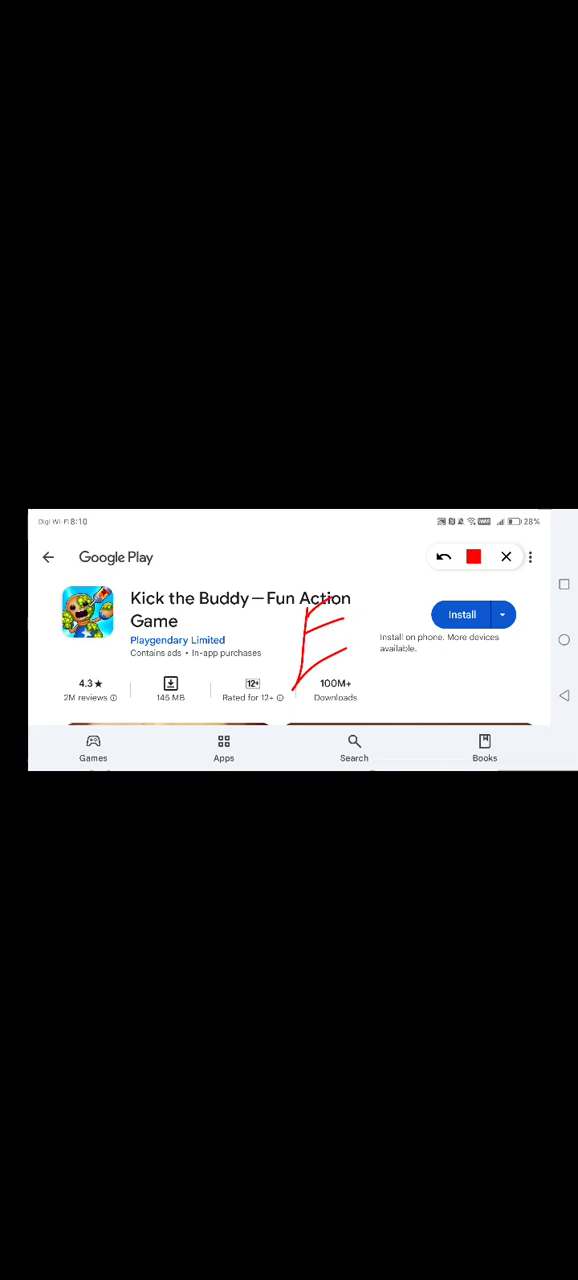 Digi Wi-Fi 8:10
28%
Google Play
Kick the Buddy－Fun Action
Game
Playgendary Limited
Contains ads • In-app purchases
Install
Install on phone. More devices
available.
4.3★
2M reviews
145 MB
12+
Rated for 12+
100M+
Downloads
E
Games
Apps
Search
Books